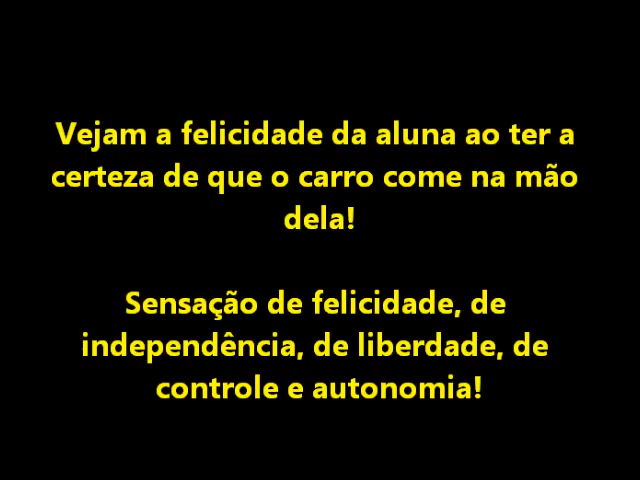 Vejam a felicidade da aluna ao ter a
certeza de que o carro come na mão
dela!
Sensação de felicidade, de
independência, de liberdade, de
controle e autonomia!